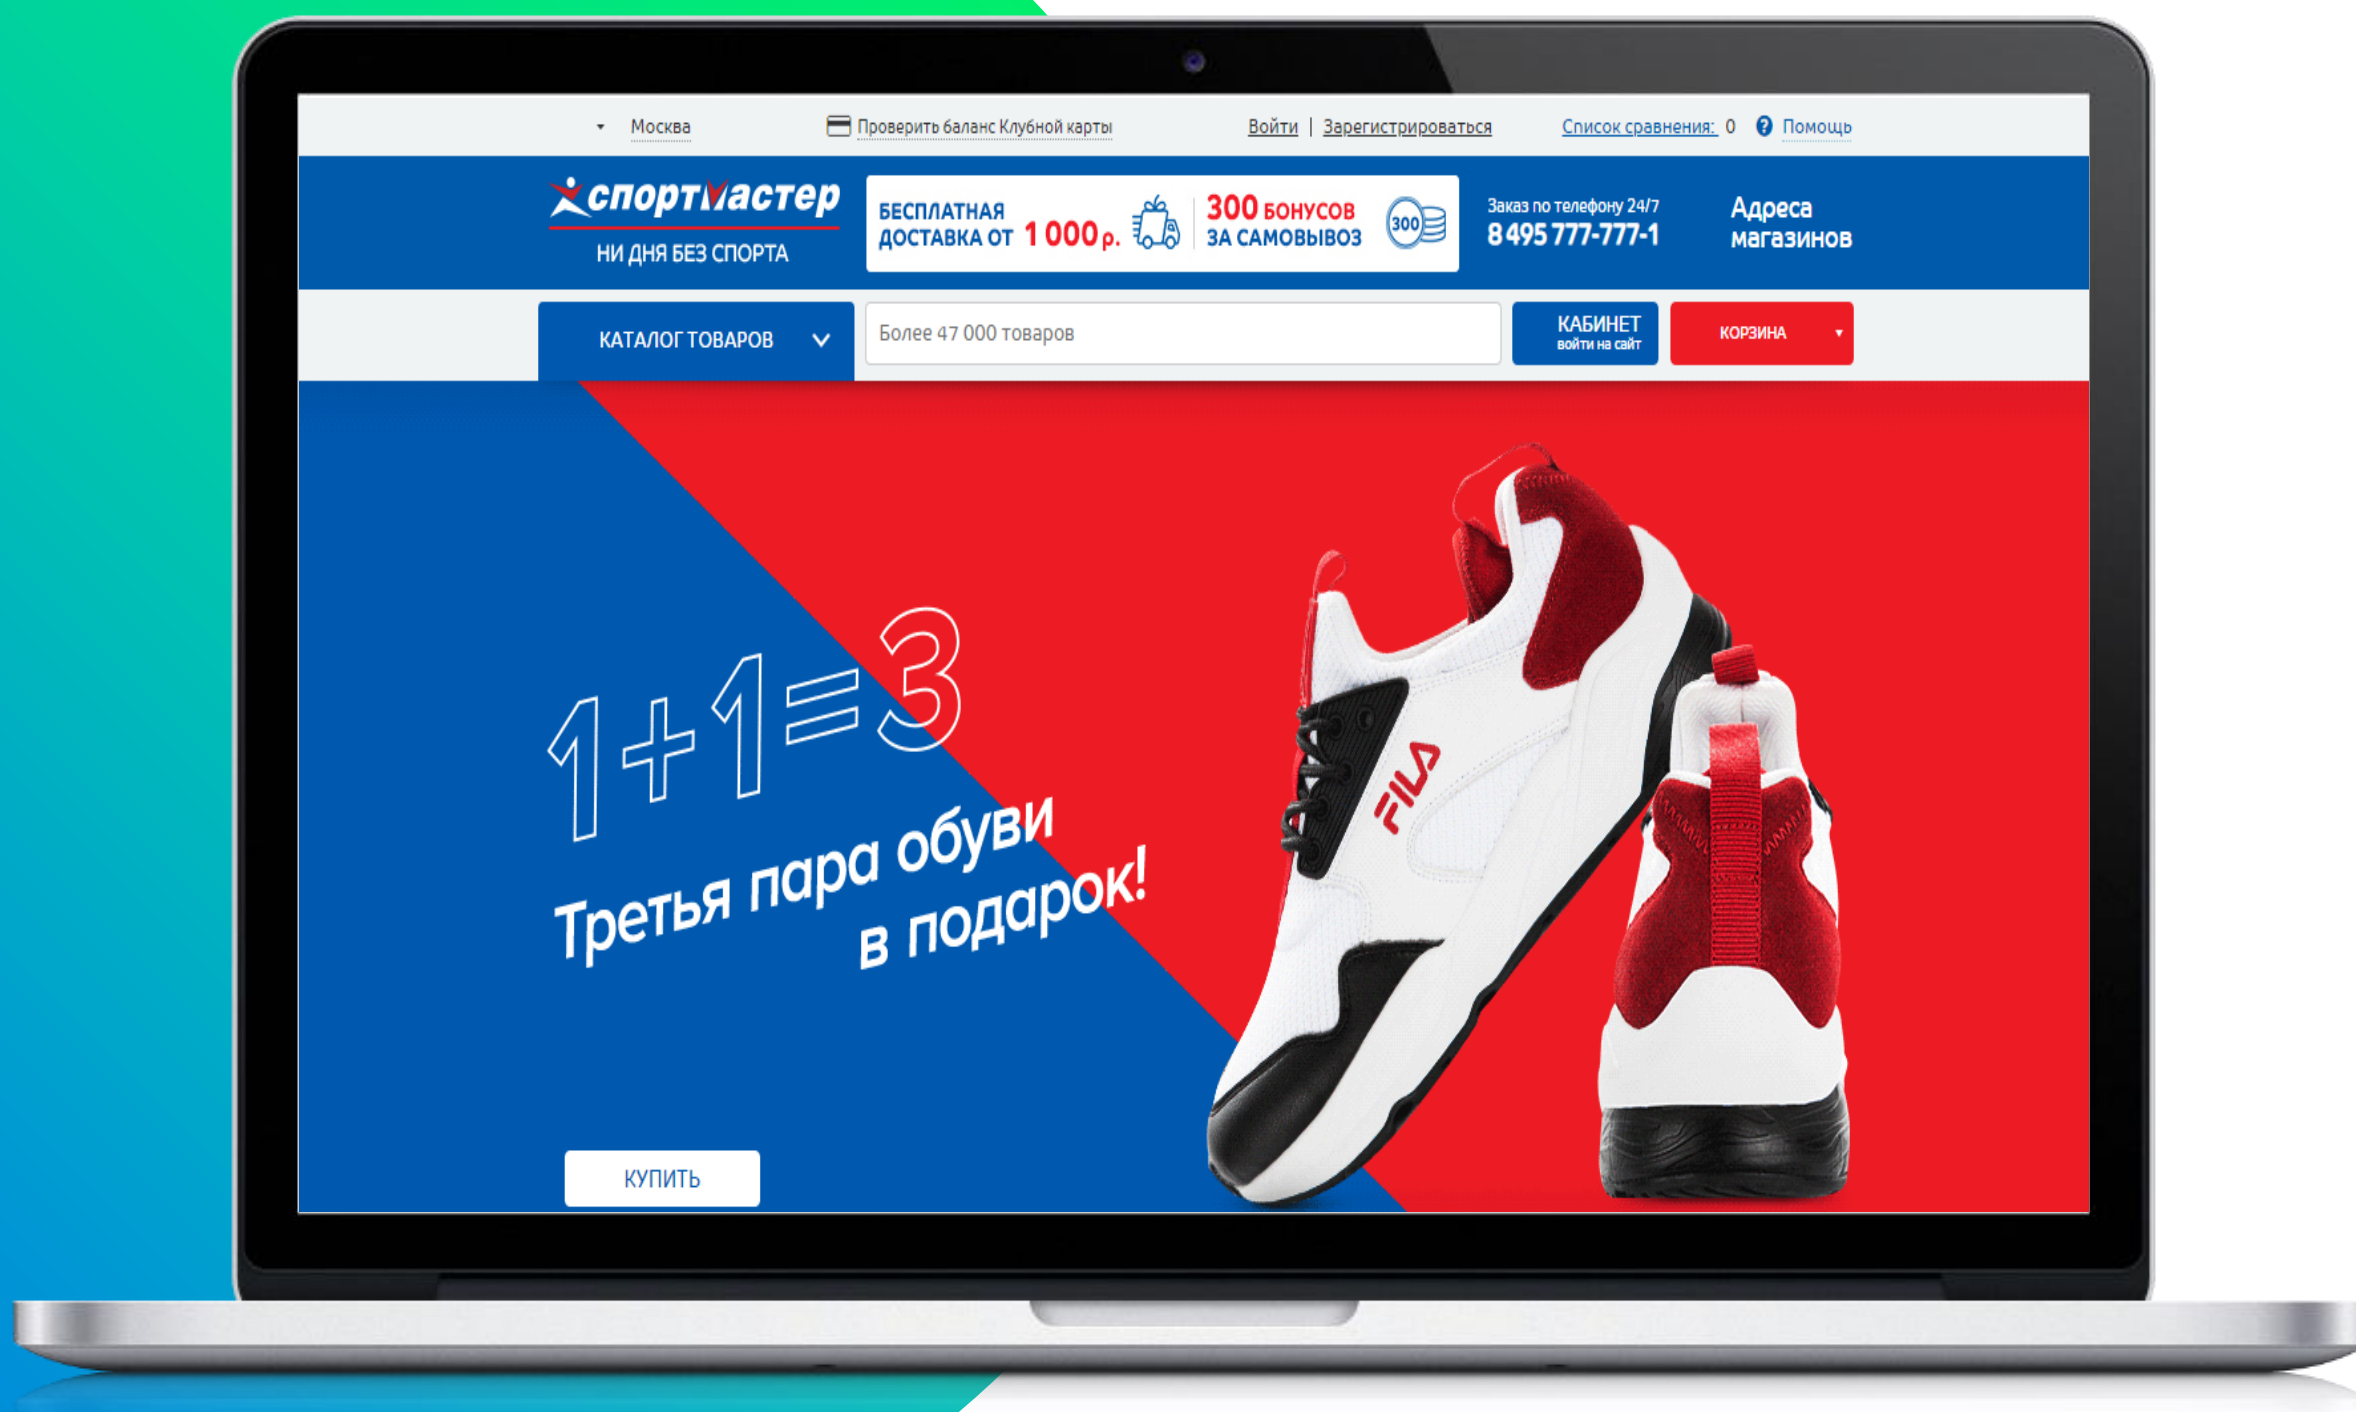 Москва
Проверить баланс Клубной карты
Войти | Зарегистрироваться
Список сравнения: 0
? Помощь
спортмастер
НИ ДНЯ БЕЗ СПОРТА
БЕСПЛАТНАЯ
ДОСТАВКА ОТ 1 000 р.
300 БОНУСОВ
ЗА САМОВЫВОЗ
300
Заказ по телефону 24/7
8 495 777-777-1
Адреса
магазинов
КАТАЛОГ ТОВАРОВ
Более 47 000 товаров
КАБИНЕТ
войти на сайт
КОРЗИНА
1+1=3
Третья пара обуви
в подарок!
FILA
КУПИТЬ